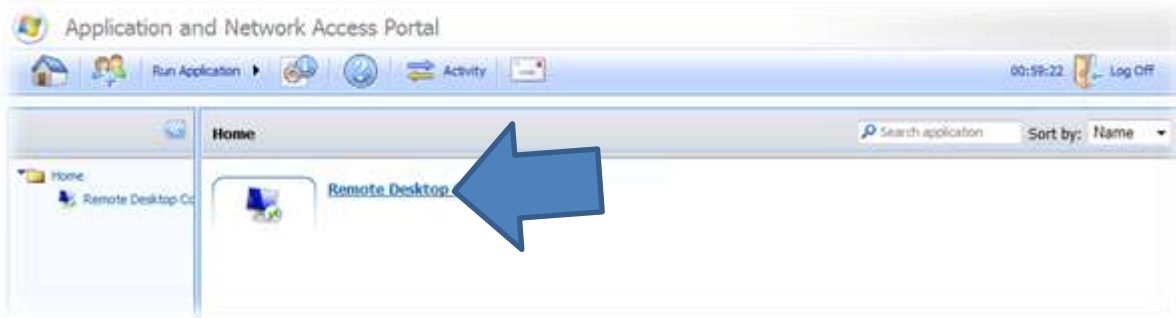 Application and Network Access Portal
Run Application Activity 00:59:22 Log Off
Home Search application Sort by: Name
Home
Remote Desktop Co
Remote Desktop